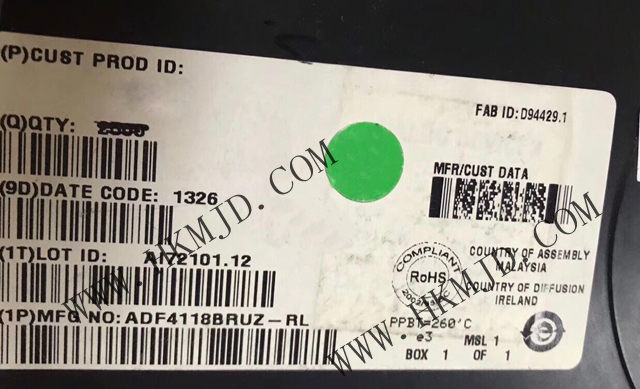 (P)CUST PROD ID:
FAB ID: D94429.1
(Q)QTY:
MFR/CUST DATA
(9D)DATE CODE: 1326
(1T)LOT ID: AI72101.12
COMPLIANT
RoHS
COUNTRY OF ASSEMBLY
MALAYSIA
COUNTRY OF DIFFUSION
IRELAND
(1P)MFG NO: ADF4118BRUZ-RL
PPBT=260'C
e3
MSL 1
BOX 1 OF 1
WWW.HKMJD.COM
WWW.HKMJD.COM